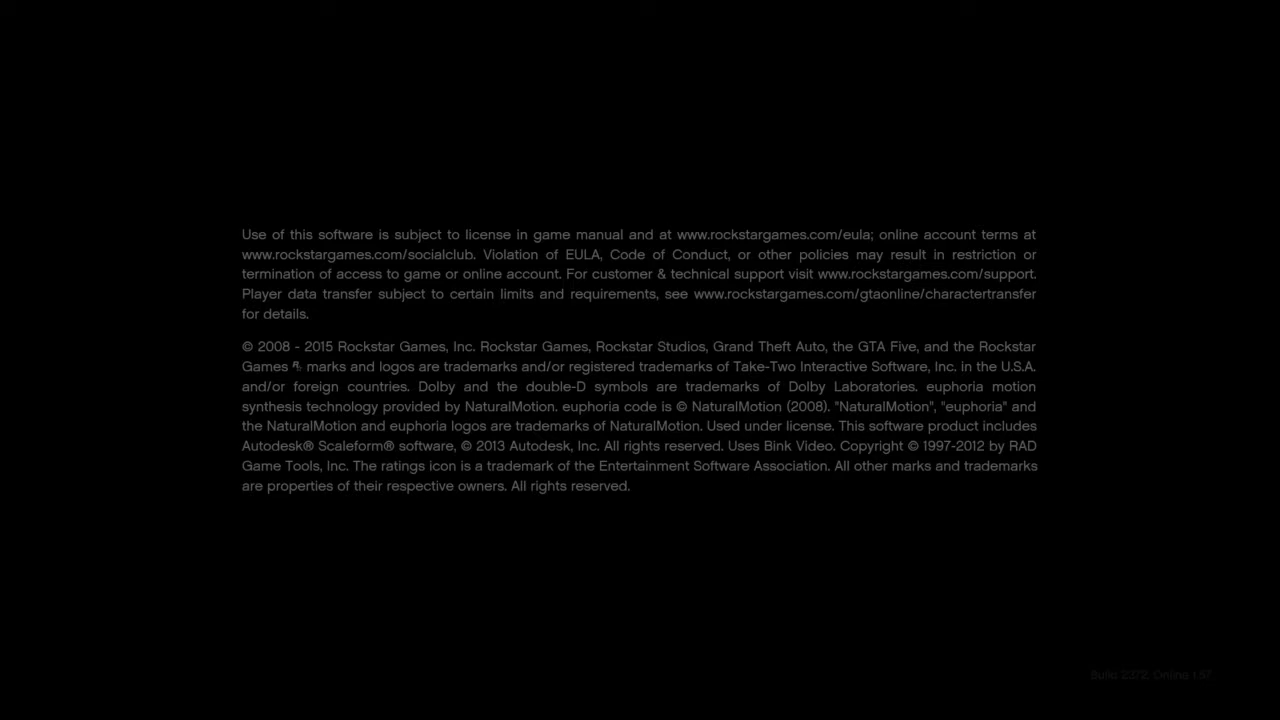 Use of this software is subject to license in game manual and at www.rockstargames.com/eula; online account terms at
www.rockstargames.com/socialclub. Violation of EULA, Code of Conduct, or other policies may result in restriction or
termination of access to game or online account. For customer & technical support visit www.rockstargames.com/support.
Player data transfer subject to certain limits and requirements, see www.rockstargames.com/gtaonline/charactertransfer
for details.
© 2008 - 2015 Rockstar Games, Inc. Rockstar Games, Rockstar Studios, Grand Theft Auto, the GTA Five, and the Rockstar
Games R* marks and logos are trademarks and/or registered trademarks of Take-Two Interactive Software, Inc. in the U.S.A.
and/or foreign countries. Dolby and the double-D symbols are trademarks of Dolby Laboratories. euphoria motion
synthesis technology provided by NaturalMotion. euphoria code is © NaturalMotion (2008). "NaturalMotion", "euphoria" and
the NaturalMotion and euphoria logos are trademarks of NaturalMotion. Used under license. This software product includes
Autodesk® Scaleform® software, © 2013 Autodesk, Inc. All rights reserved. Uses Bink Video. Copyright © 1997-2012 by RAD
Game Tools, Inc. The ratings icon is a trademark of the Entertainment Software Association. All other marks and trademarks
are properties of their respective owners. All rights reserved.
Build 2372, Online 1.57